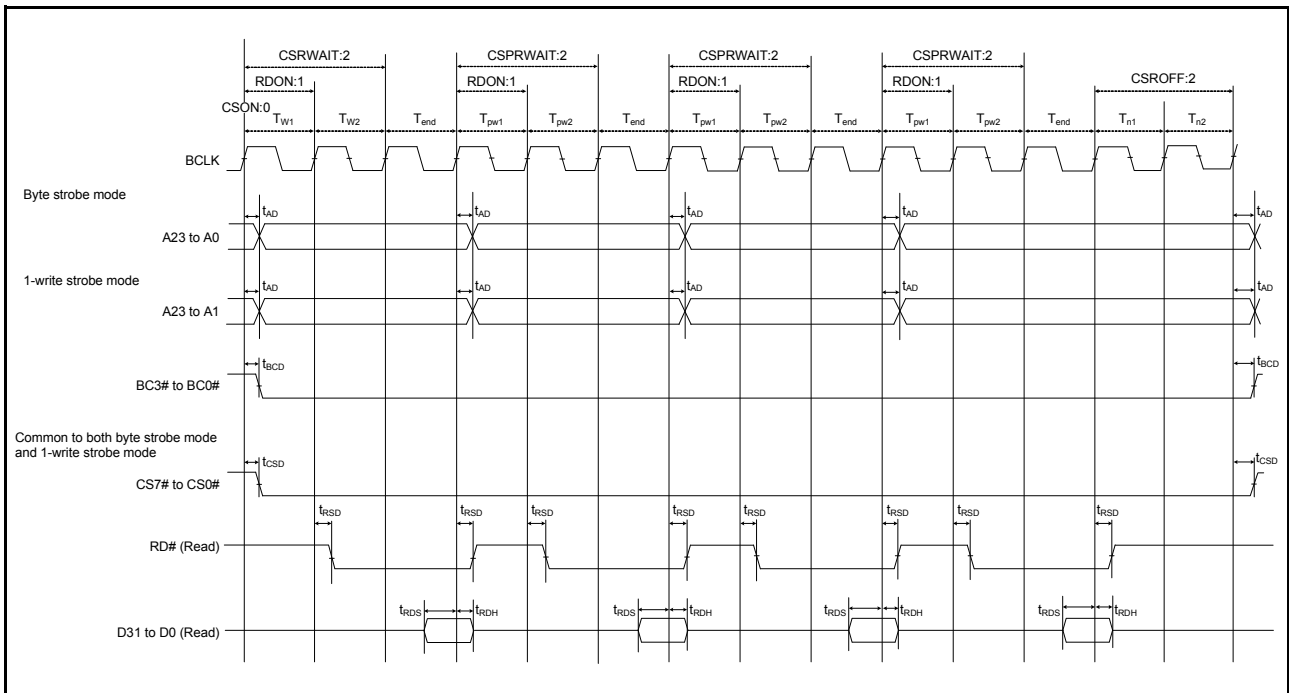 CSRWAIT:2 CSPRWAIT:2 CSPRWAIT:2 CSPRWAIT:2
RDON:1 RDON:1 RDON:1 RDON:1 CSROFF:2
CSON:0
TW1 TW2 Tend Tpw1 Tpw2 Tend Tpw1 Tpw2 Tend Tpw1 Tpw2 Tend Tn1 Tn2
BCLK
Byte strobe mode
tAD tAD tAD tAD tAD
A23 to A0
1-write strobe mode
tAD tAD tAD tAD tAD
A23 to A1
tBCD tBCD
BC3# to BC0#
Common to both byte strobe mode
and 1-write strobe mode
tCSD tCSD
CS7# to CS0#
tRSD tRSD tRSD tRSD tRSD tRSD tRSD tRSD
RD# (Read)
tRDS tRDH tRDS tRDH tRDS tRDH tRDS tRDH
D31 to D0 (Read)